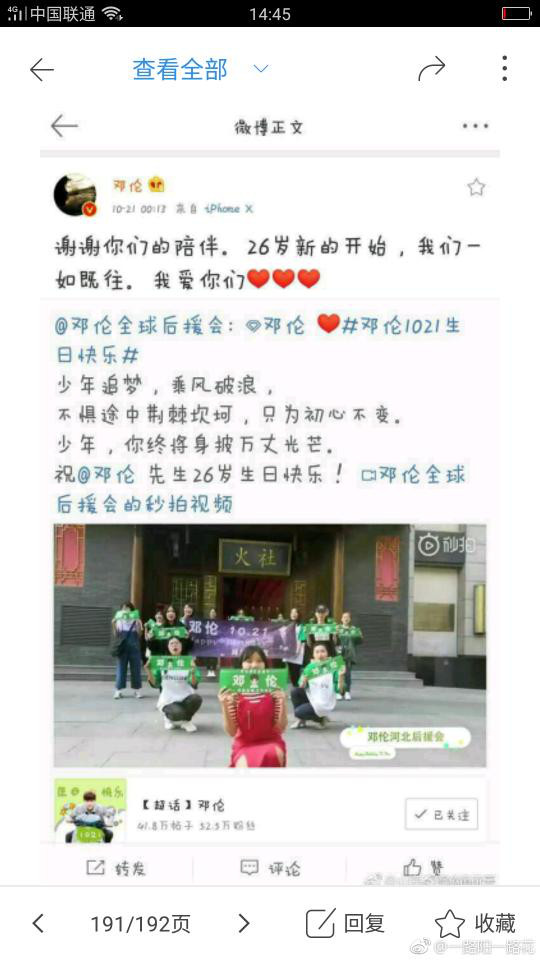 4G 中国联通 14:45
查看全部
微博正文
邓伦
10-21 00:13 来自 iPhone X
谢谢你们的陪伴。26岁新的开始，我们一
如既往。我爱你们❤❤❤
@邓伦全球后援会：邓伦 ❤#邓伦1021生
日快乐#
少年追梦，乘风破浪，
不惧途中荆棘坎坷，只为初心不变。
少年，你终将身披万丈光芒。
祝@邓伦 先生26岁生日快乐！ 邓伦全球
后援会的秒拍视频
秒拍
火社
邓伦 10.21
邓 伦
邓 伦
邓伦河北后援会
1021
【超话】邓伦
41.8万帖子 52.5万粉丝
已关注
转发 评论 赞
191/192页 回复 收藏
@一路阳一路花